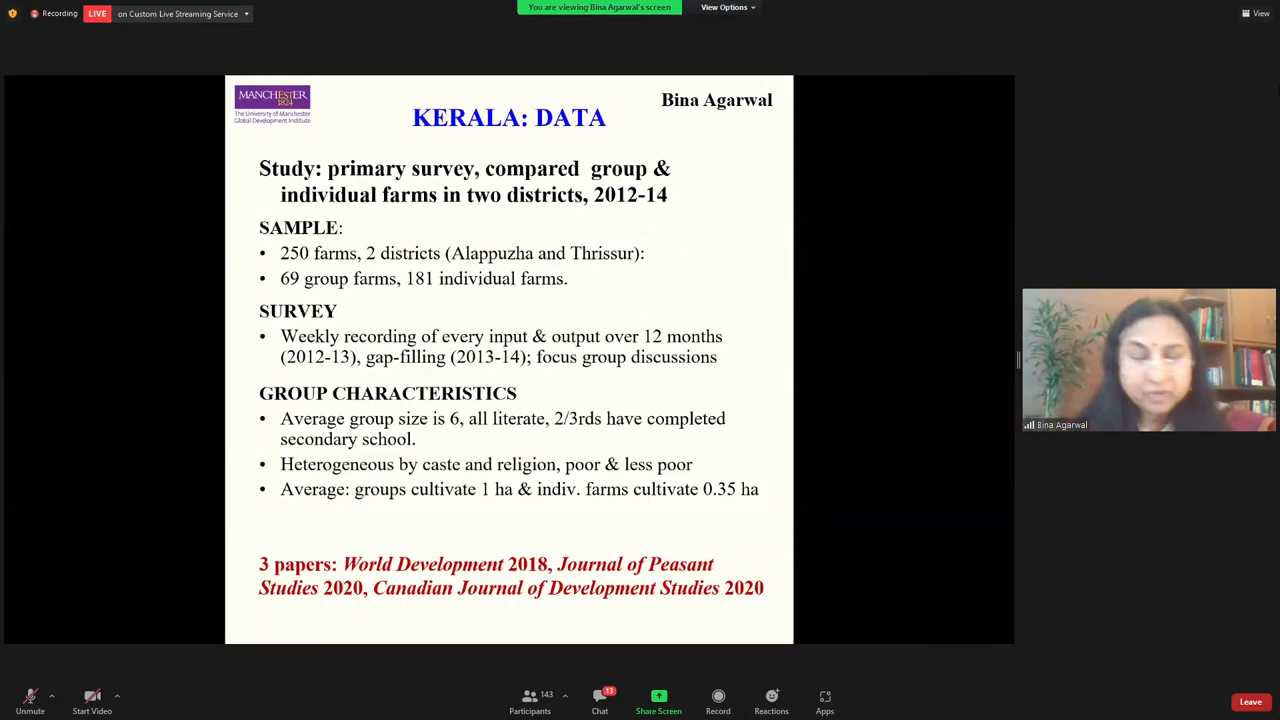 Recording
LIVE
on Custom Live Streaming Service
You are viewing Bina Agarwal's screen
View Options
View
MANCHESTER
1824
The University of Manchester
Global Development Institute
Bina Agarwal
KERALA: DATA
Study: primary survey, compared group &
individual farms in two districts, 2012-14
SAMPLE:
• 250 farms, 2 districts (Alappuzha and Thrissur):
• 69 group farms, 181 individual farms.
SURVEY
• Weekly recording of every input & output over 12 months
(2012-13), gap-filling (2013-14); focus group discussions
GROUP CHARACTERISTICS
• Average group size is 6, all literate, 2/3rds have completed
secondary school.
• Heterogeneous by caste and religion, poor & less poor
• Average: groups cultivate 1 ha & indiv. farms cultivate 0.35 ha
3 papers: World Development 2018, Journal of Peasant
Studies 2020, Canadian Journal of Development Studies 2020
Bina Agarwal
Unmute
Start Video
143
Participants
13
Chat
Share Screen
Record
Reactions
Apps
Leave